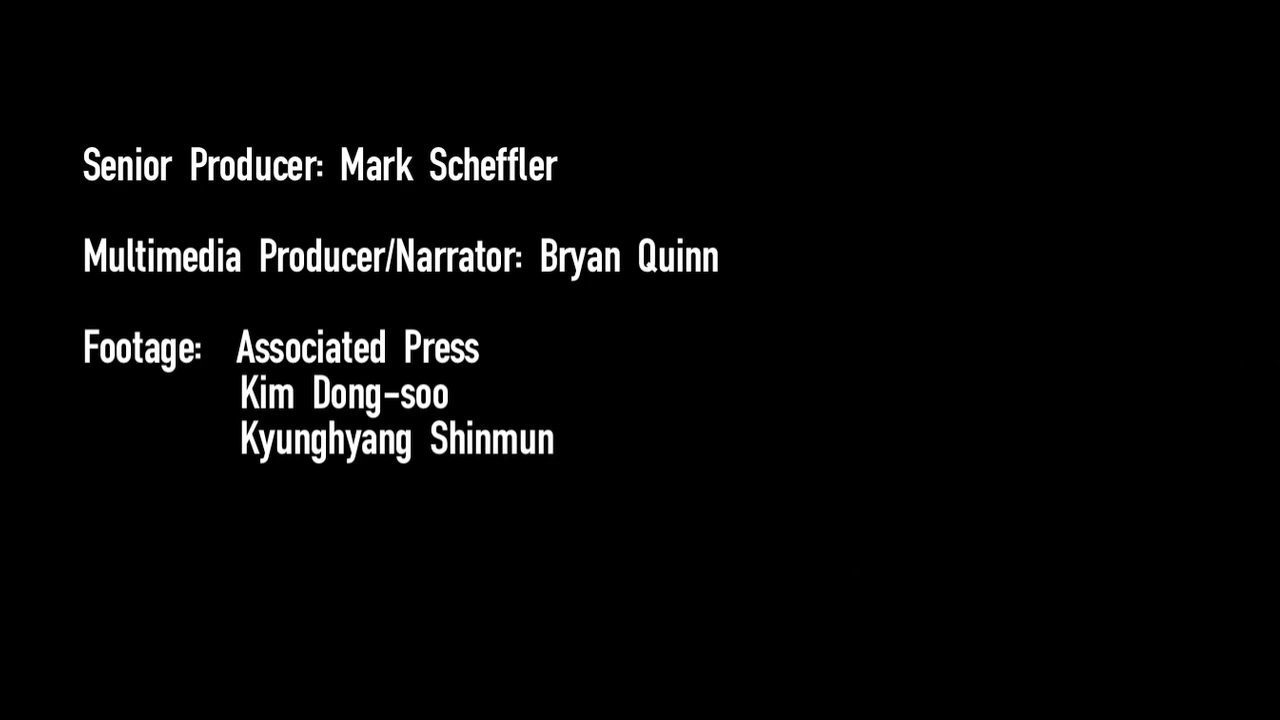 Senior Producer: Mark Scheffler
Multimedia Producer/Narrator: Bryan Quinn
Footage: Associated Press
Kim Dong-soo
Kyunghyang Shinmun